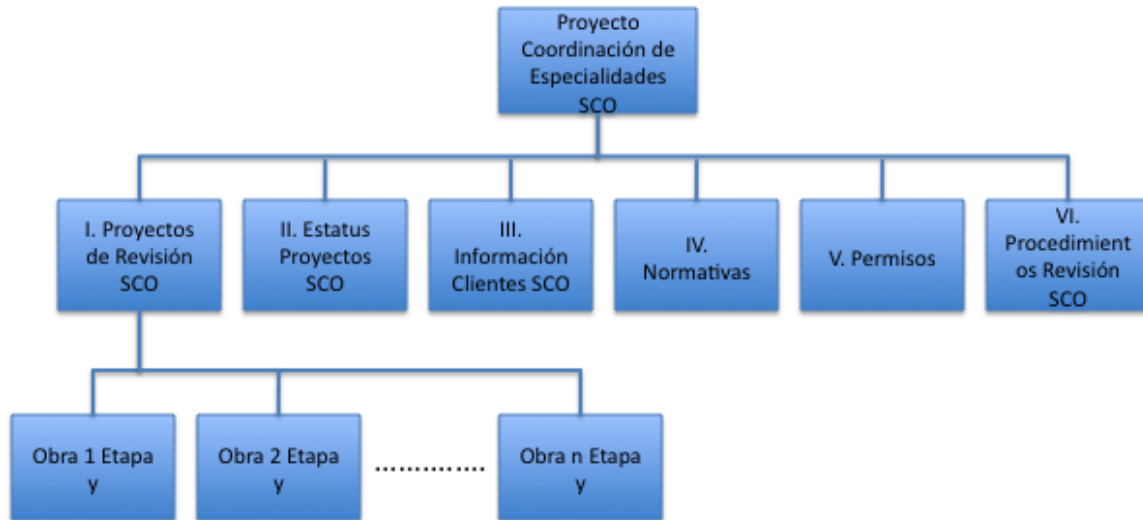 Proyecto
Coordinación de
Especialidades
SCO
I. Proyectos
de Revisión
SCO
II. Estatus
Proyectos
SCO
III.
Información
Clientes SCO
IV.
Normativas
V. Permisos
VI.
Procedimient
os Revisión
SCO
Obra 1 Etapa
y
Obra 2 Etapa
y
.............
Obra n Etapa
y